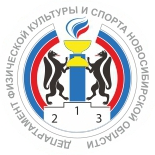 ДЕПАРТАМЕНТ ФИЗИЧЕСКОЙ КУЛЬТУРЫ И СПОРТА НОВОСИБИРСКОЙ ОБЛАСТИ
2 1 3